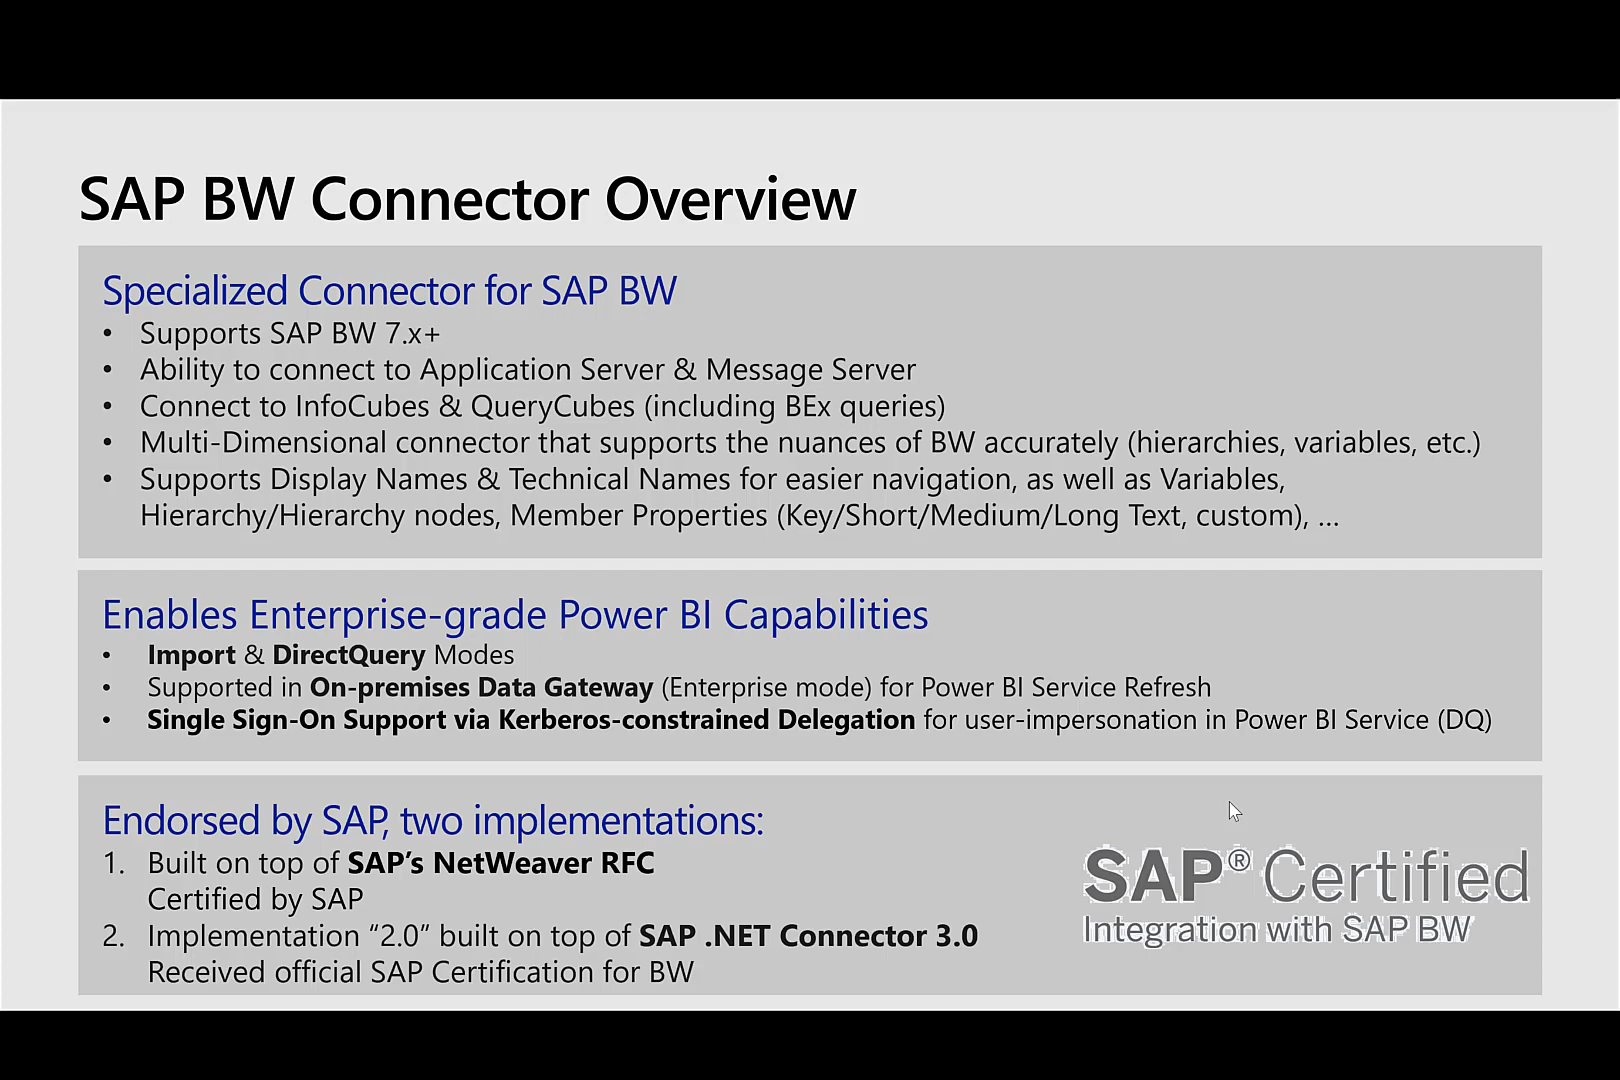 SAP BW Connector Overview
Specialized Connector for SAP BW
• Supports SAP BW 7.x+
• Ability to connect to Application Server & Message Server
• Connect to InfoCubes & QueryCubes (including BEx queries)
• Multi-Dimensional connector that supports the nuances of BW accurately (hierarchies, variables, etc.)
• Supports Display Names & Technical Names for easier navigation, as well as Variables,
Hierarchy/Hierarchy nodes, Member Properties (Key/Short/Medium/Long Text, custom), ...
Enables Enterprise-grade Power BI Capabilities
• Import & DirectQuery Modes
• Supported in On-premises Data Gateway (Enterprise mode) for Power BI Service Refresh
• Single Sign-On Support via Kerberos-constrained Delegation for user-impersonation in Power BI Service (DQ)
Endorsed by SAP, two implementations:
1. Built on top of SAP’s NetWeaver RFC
Certified by SAP
2. Implementation “2.0” built on top of SAP .NET Connector 3.0
Received official SAP Certification for BW
SAP® Certified
Integration with SAP BW